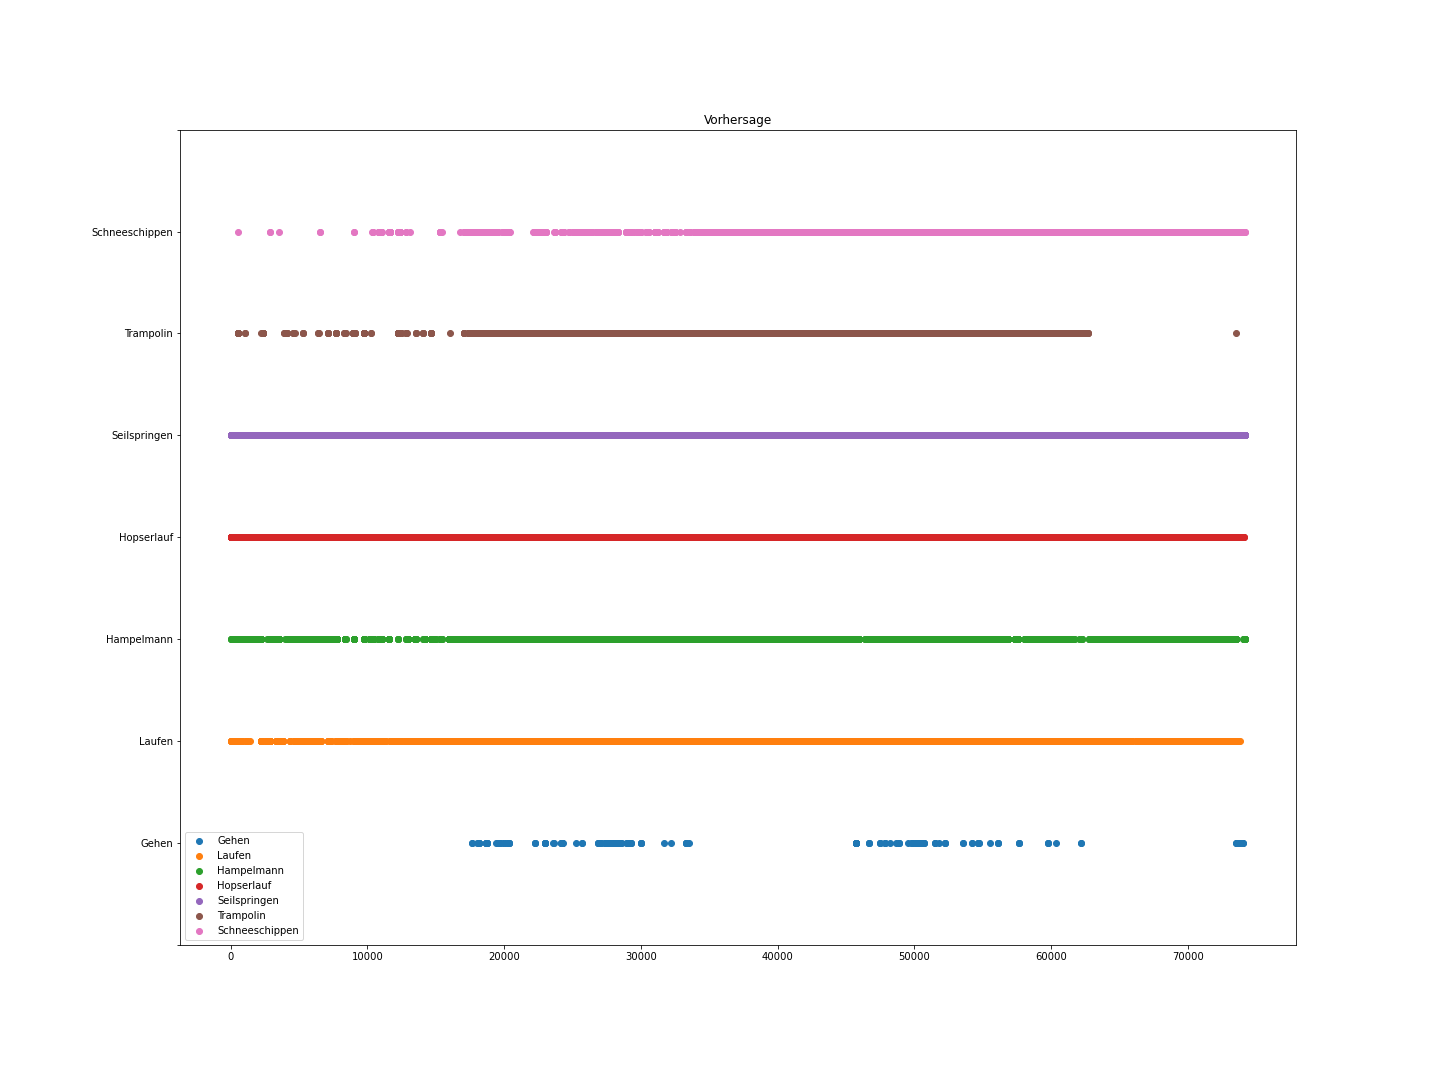 Vorhersage
Schneeschippen
Trampolin
Seilspringen
Hopserlauf
Hampelmann
Laufen
Gehen
Gehen
Laufen
Hampelmann
Hopserlauf
Seilspringen
Trampolin
Schneeschippen
0 10000 20000 30000 40000 50000 60000 70000